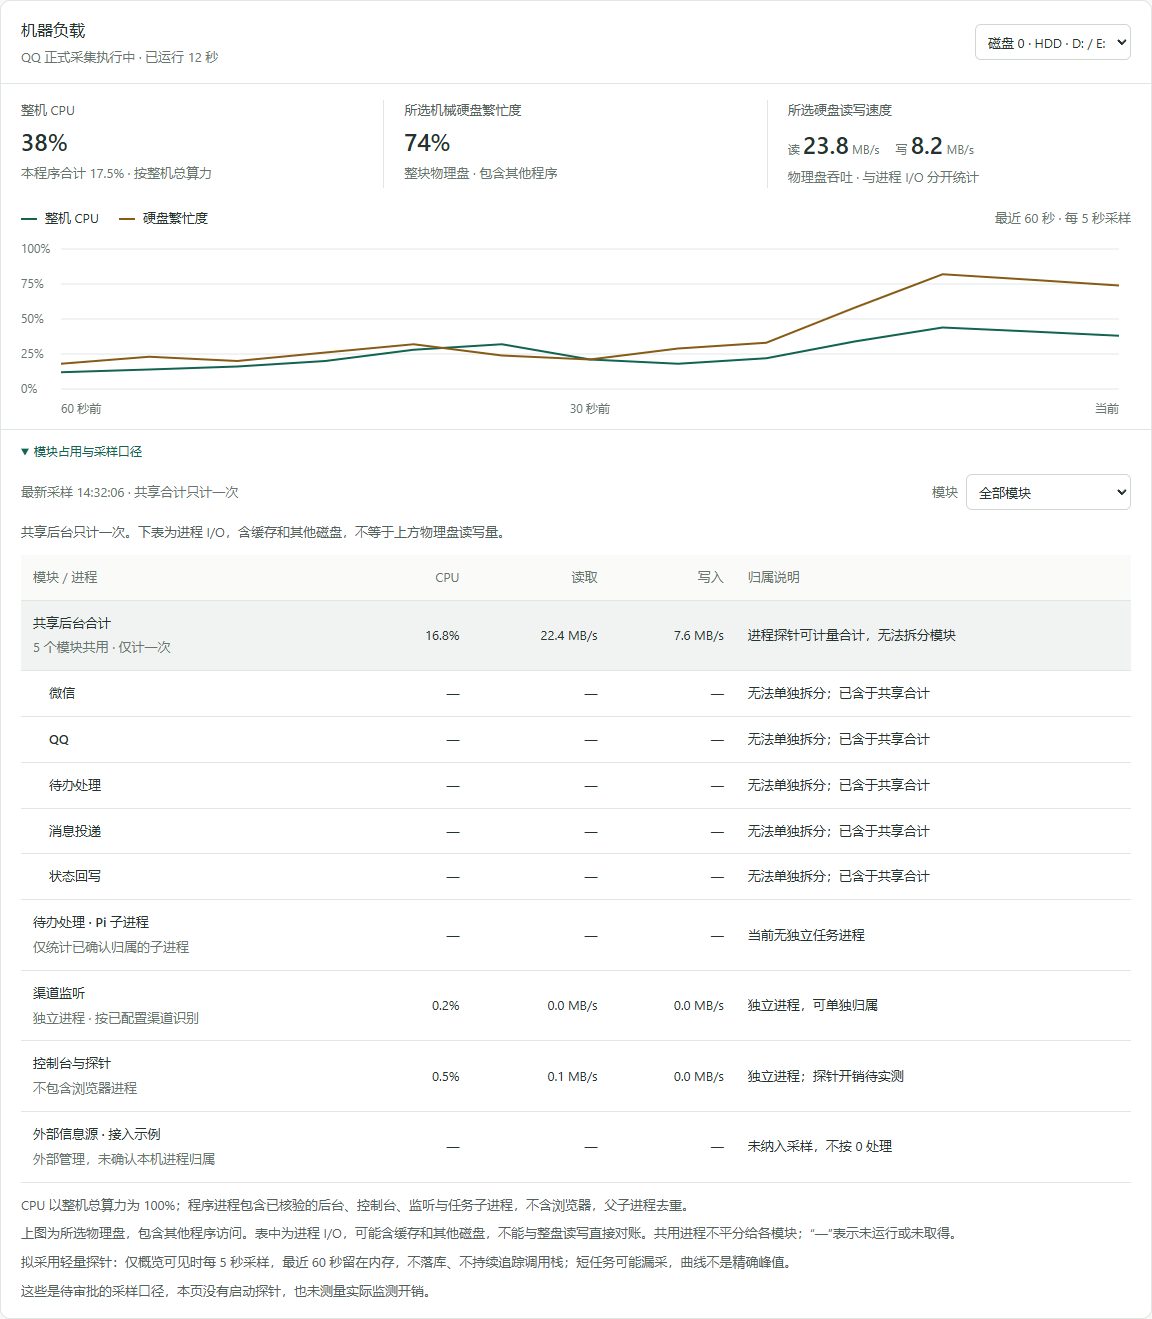 机器负载
QQ 正式采集执行中 · 已运行 12 秒
磁盘 0 · HDD · D: / E:
整机 CPU
38%
本程序合计 17.5% · 按整机总算力
所选机械硬盘繁忙度
74%
整块物理盘 · 包含其他程序
所选硬盘读写速度
读 23.8 MB/s 写 8.2 MB/s
物理盘吞吐 · 与进程 I/O 分开统计
整机 CPU 硬盘繁忙度
最近 60 秒 · 每 5 秒采样
100%
75%
50%
25%
0%
60 秒前 30 秒前 当前
▼ 模块占用与采样口径
最新采样 14:32:06 · 共享合计只计一次
模块 全部模块
共享后台只计一次。下表为进程 I/O，含缓存和其他磁盘，不等于上方物理盘读写量。
模块 / 进程 CPU 读取 写入 归属说明
共享后台合计
5 个模块共用 · 仅计一次
16.8% 22.4 MB/s 7.6 MB/s 进程探针可计量合计，无法拆分模块
微信 — — — 无法单独拆分；已含于共享合计
QQ — — — 无法单独拆分；已含于共享合计
待办处理 — — — 无法单独拆分；已含于共享合计
消息投递 — — — 无法单独拆分；已含于共享合计
状态回写 — — — 无法单独拆分；已含于共享合计
待办处理 · Pi 子进程
仅统计已确认归属的子进程
— — — 当前无独立任务进程
渠道监听
独立进程 · 按已配置渠道识别
0.2% 0.0 MB/s 0.0 MB/s 独立进程，可单独归属
控制台与探针
不包含浏览器进程
0.5% 0.1 MB/s 0.0 MB/s 独立进程；探针开销待实测
外部信息源 · 接入示例
外部管理，未确认本机进程归属
— — — 未纳入采样，不按 0 处理
CPU 以整机总算力为 100%；程序进程包含已核验的后台、控制台、监听与任务子进程，不含浏览器，父子进程去重。
上图为所选物理盘，包含其他程序访问。表中为进程 I/O，可能含缓存和其他磁盘，不能与整盘读写直接对账。共用进程不平分给各模块；“—”表示未运行或未取得。
拟采用轻量探针：仅概览可见时每 5 秒采样，最近 60 秒留在内存，不落库、不持续追踪调用栈；短任务可能漏采，曲线不是精确峰值。
这些是待审批的采样口径，本页没有启动探针，也未测量实际监测开销。